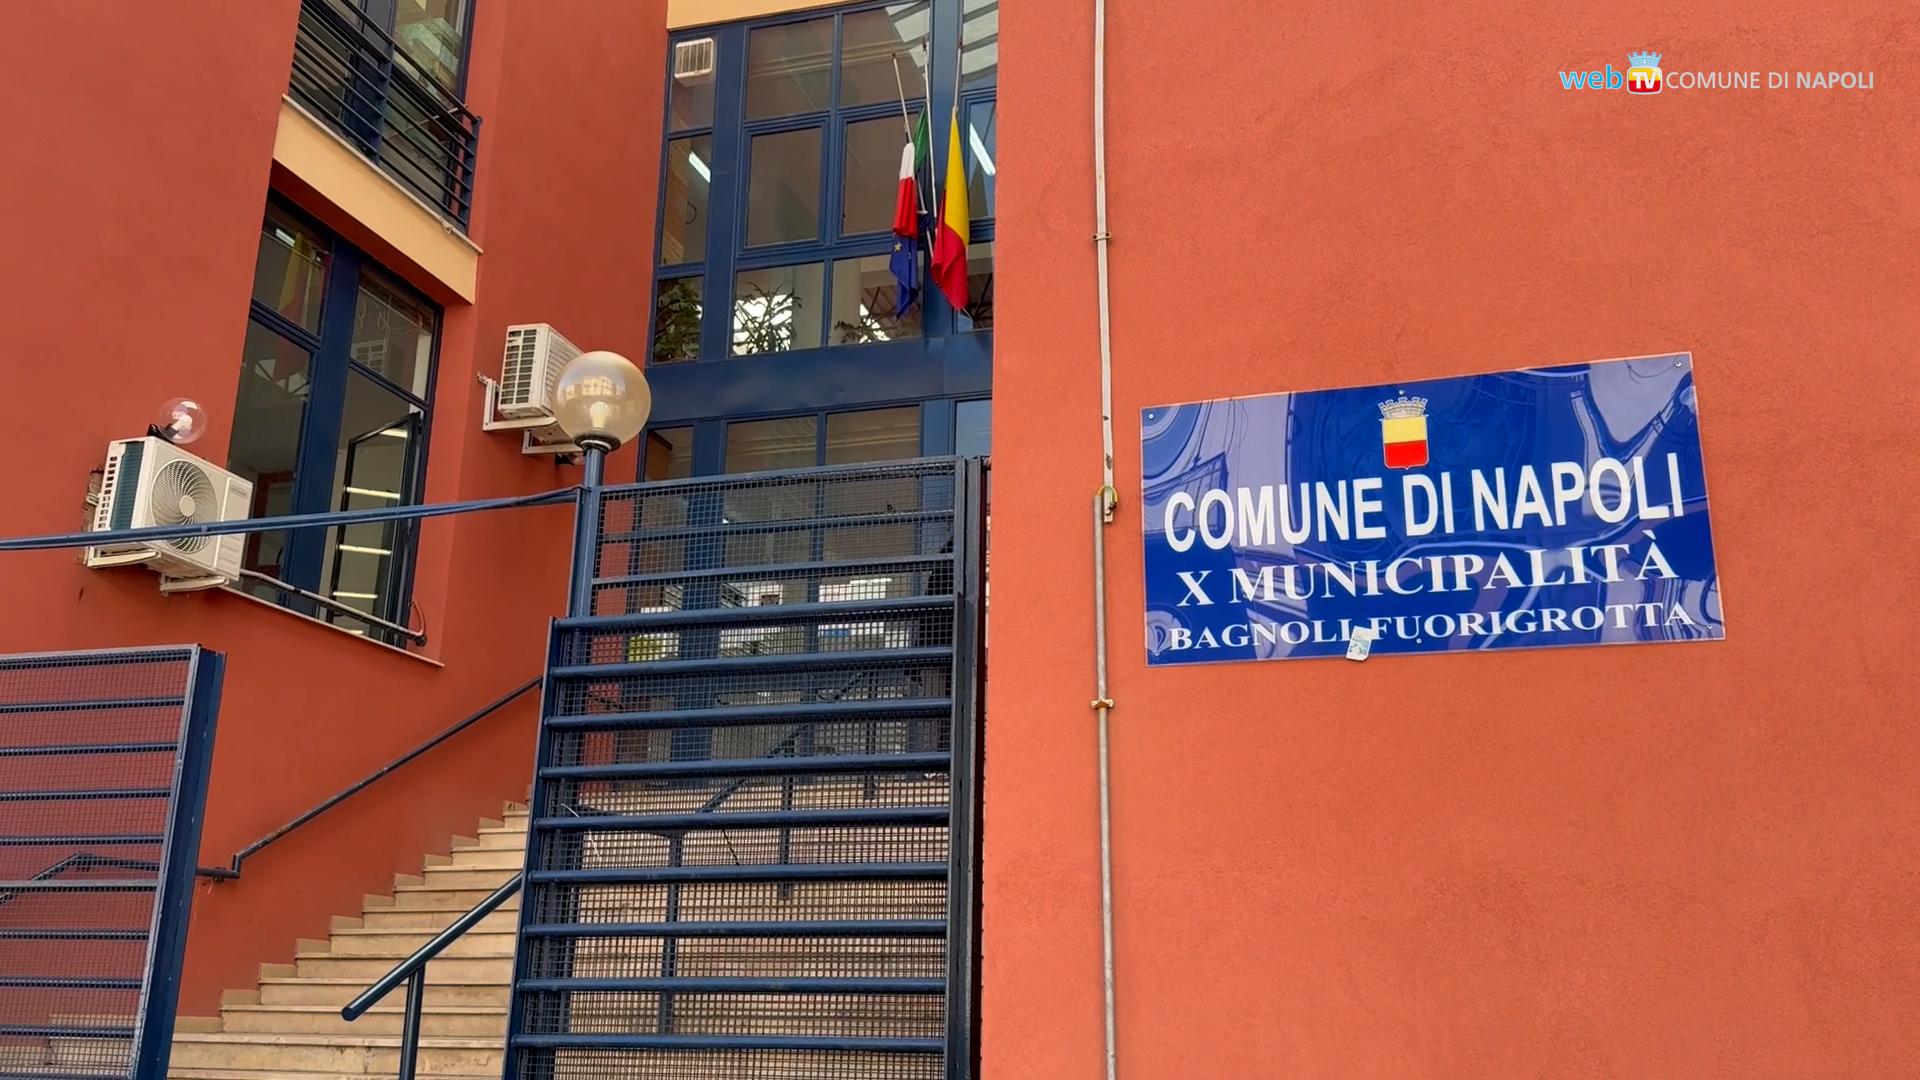 web TV COMUNE DI NAPOLI
COMUNE DI NAPOLI
X MUNICIPALITÀ
BAGNOLI FUORIGROTTA